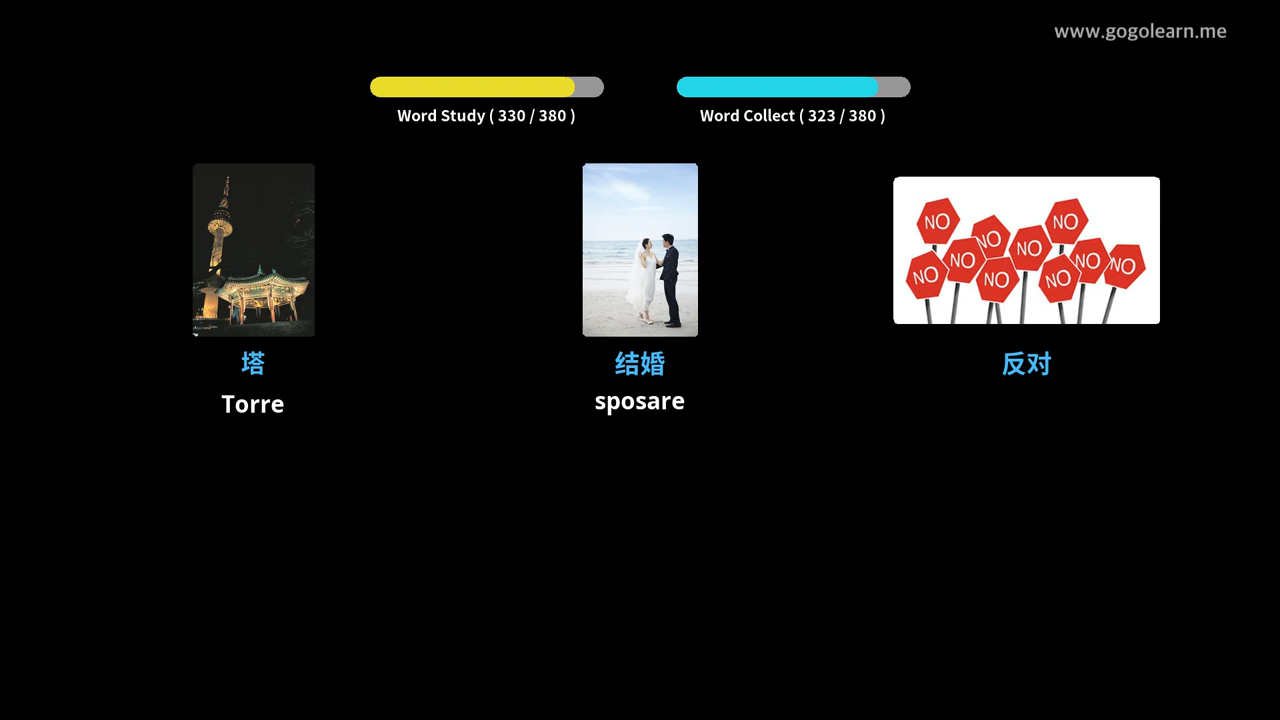 www.gogolearn.me
Word Study ( 330 / 380 )
Word Collect ( 323 / 380 )
NO
NO
NO
NO
NO
NO
NO
NO
NO
NO
塔
结婚
反对
Torre
sposare